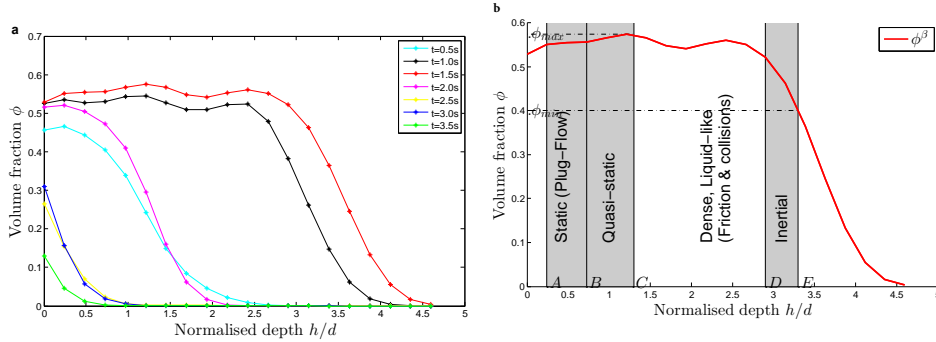 a
Volume fraction ϕ
0.7
0.6
0.5
0.4
0.3
0.2
0.1
0
0 0.5 1 1.5 2 2.5 3 3.5 4 4.5 5
Normalised depth h/d
t=0.5s
t=1.0s
t=1.5s
t=2.0s
t=2.5s
t=3.0s
t=3.5s
b
Volume fraction ϕ
0.6
0.5
0.4
0.3
0.2
0.1
0
ϕmax
ϕmin
Static (Plug−Flow)
Quasi−static
Dense, Liquid−like
(Friction & collisions)
Inertial
A B C D E
0 0.5 1 1.5 2 2.5 3 3.5 4 4.5 5
Normalised depth h/d
ϕβ